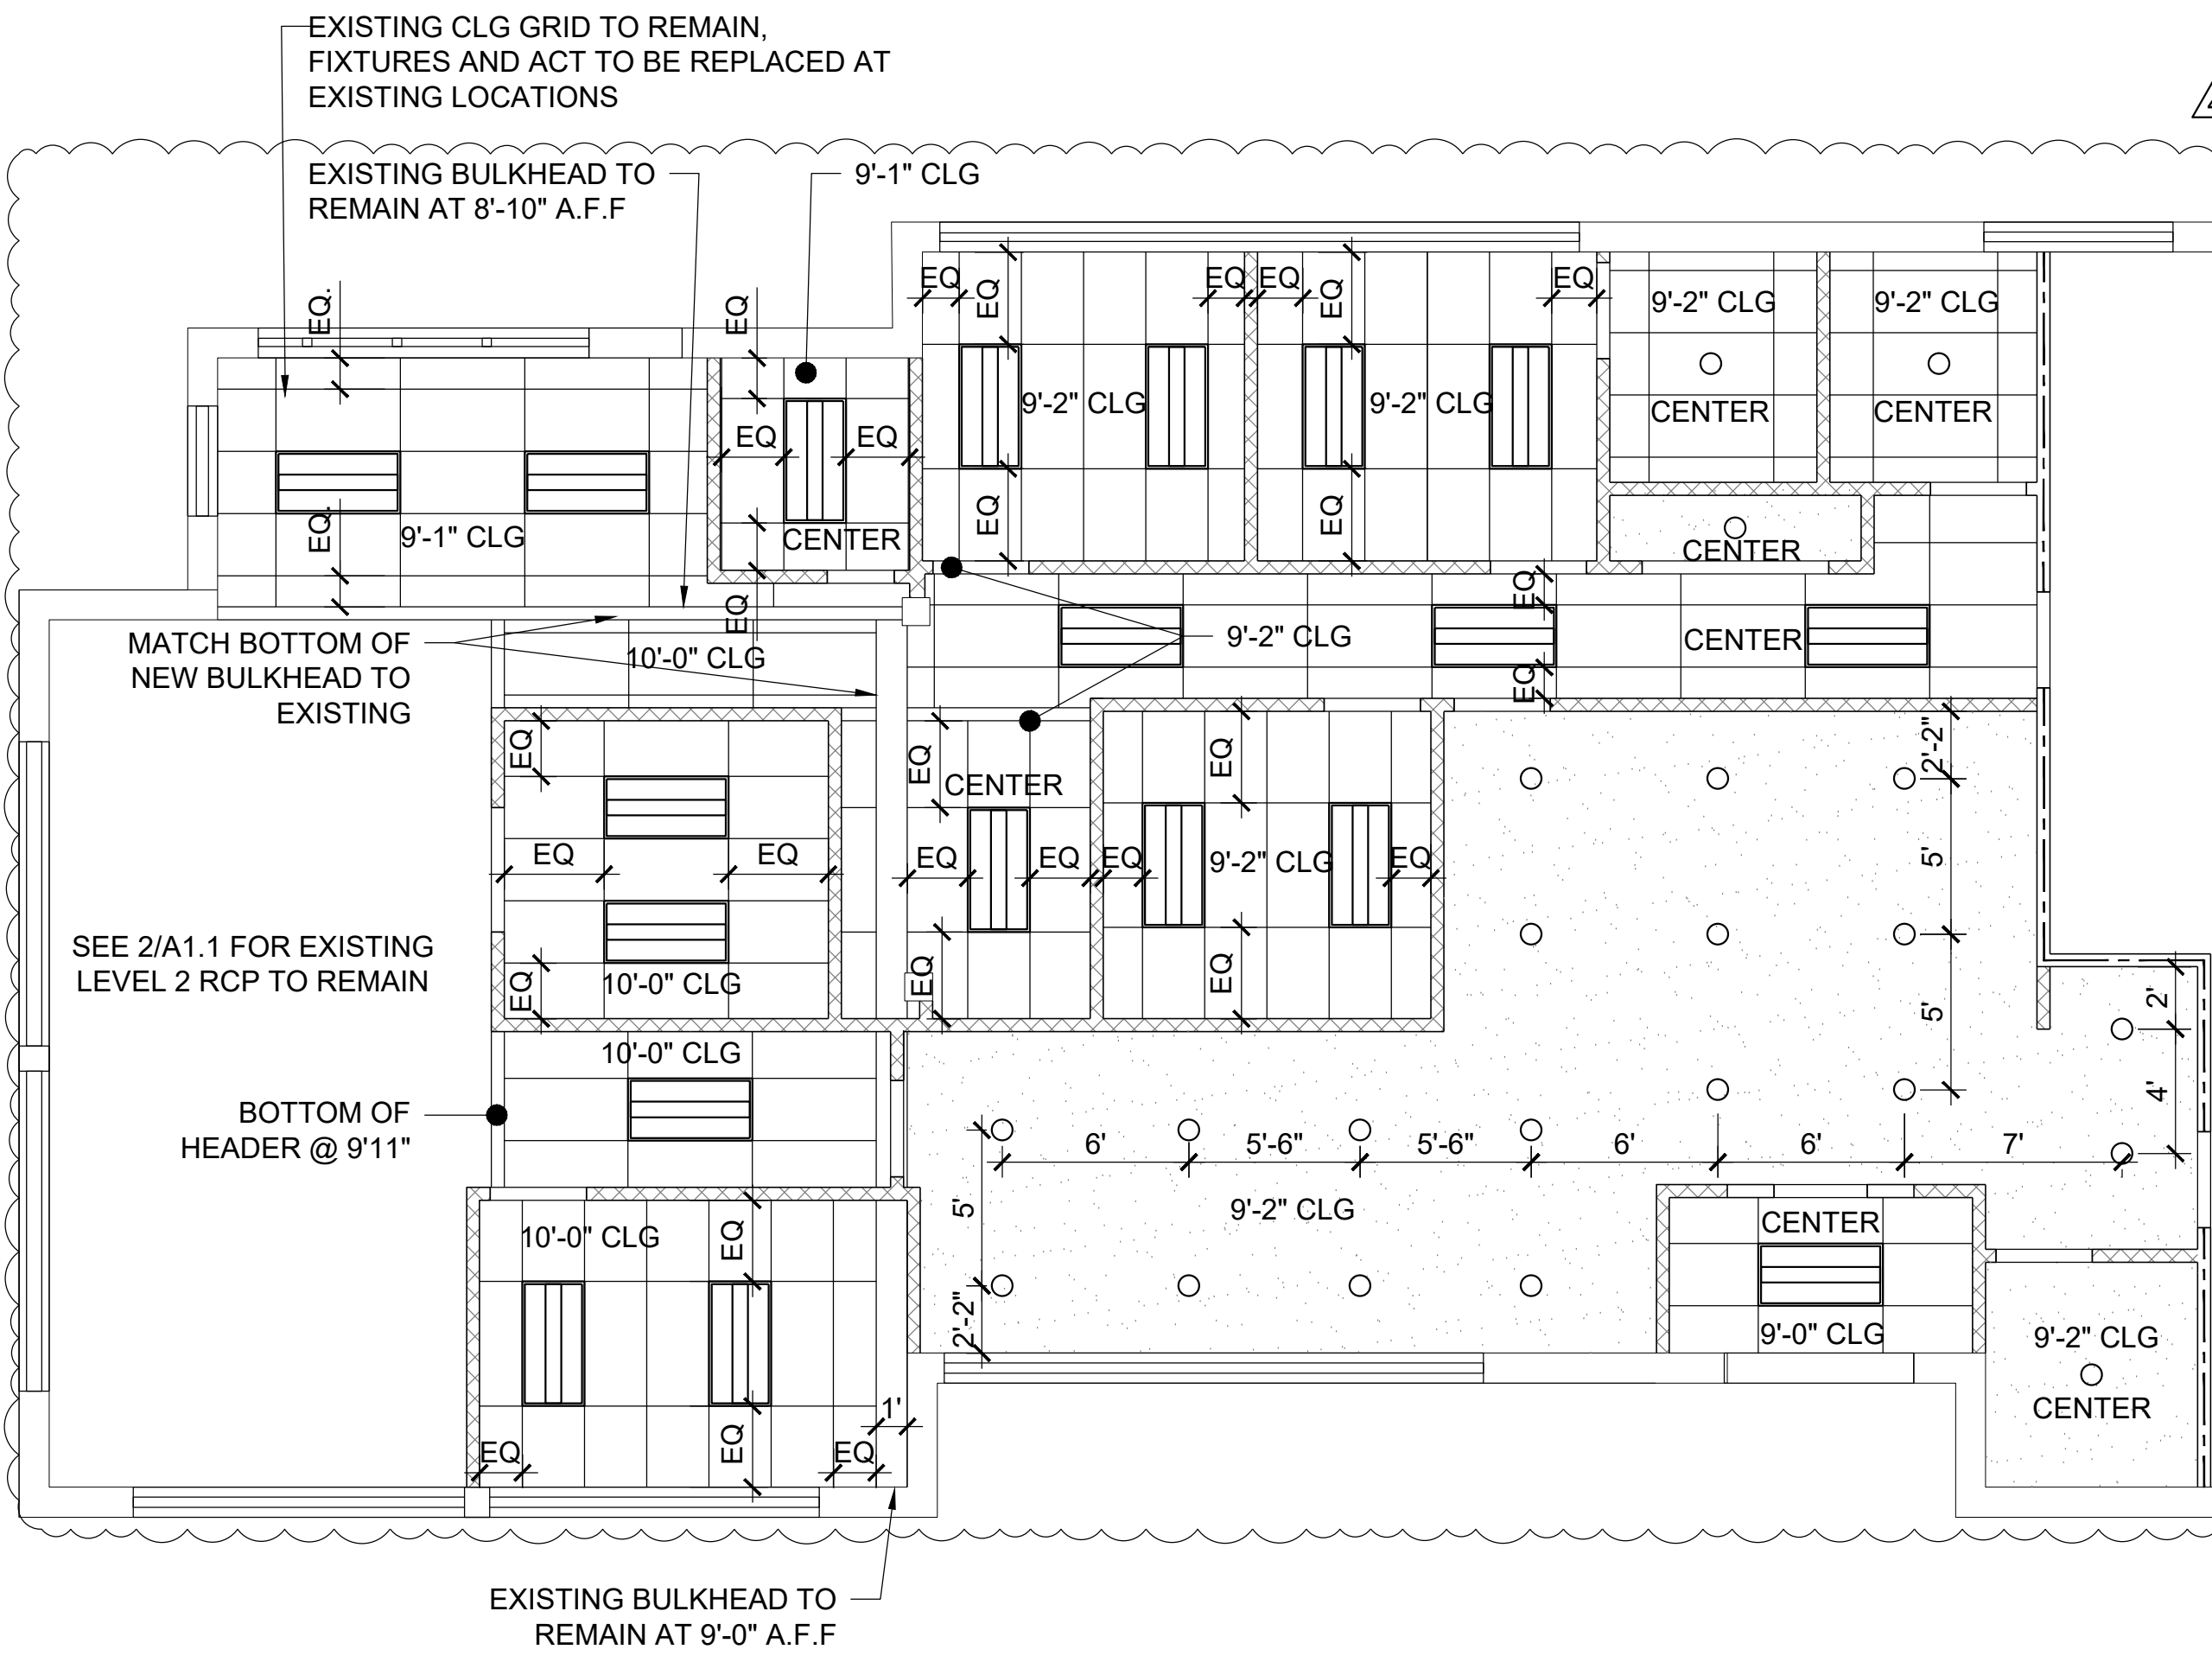 EXISTING CLG GRID TO REMAIN,
FIXTURES AND ACT TO BE REPLACED AT
EXISTING LOCATIONS
EXISTING BULKHEAD TO
REMAIN AT 8'-10" A.F.F
9'-1" CLG
EQ.
EQ
EQ
EQ
EQ
EQ
EQ
EQ
9'-2" CLG
9'-2" CLG
9'-2" CLG
9'-2" CLG
CENTER
CENTER
EQ
EQ
EQ.
9'-1" CLG
CENTER
EQ
EQ
CENTER
EQ
EQ
MATCH BOTTOM OF
NEW BULKHEAD TO
EXISTING
10'-0" CLG
9'-2" CLG
CENTER
EQ
EQ
EQ
CENTER
EQ
2'-2"
EQ
EQ
EQ
EQ
EQ
9'-2" CLG
EQ
5'
SEE 2/A1.1 FOR EXISTING
LEVEL 2 RCP TO REMAIN
EQ
10'-0" CLG
EQ
EQ
5'
2'
10'-0" CLG
4'
BOTTOM OF
HEADER @ 9'11"
6'
5'-6"
5'-6"
6'
6'
7'
5'
9'-2" CLG
CENTER
10'-0" CLG
EQ
2'-2"
9'-0" CLG
9'-2" CLG
CENTER
1'
EQ
EQ
EQ
EXISTING BULKHEAD TO
REMAIN AT 9'-0" A.F.F